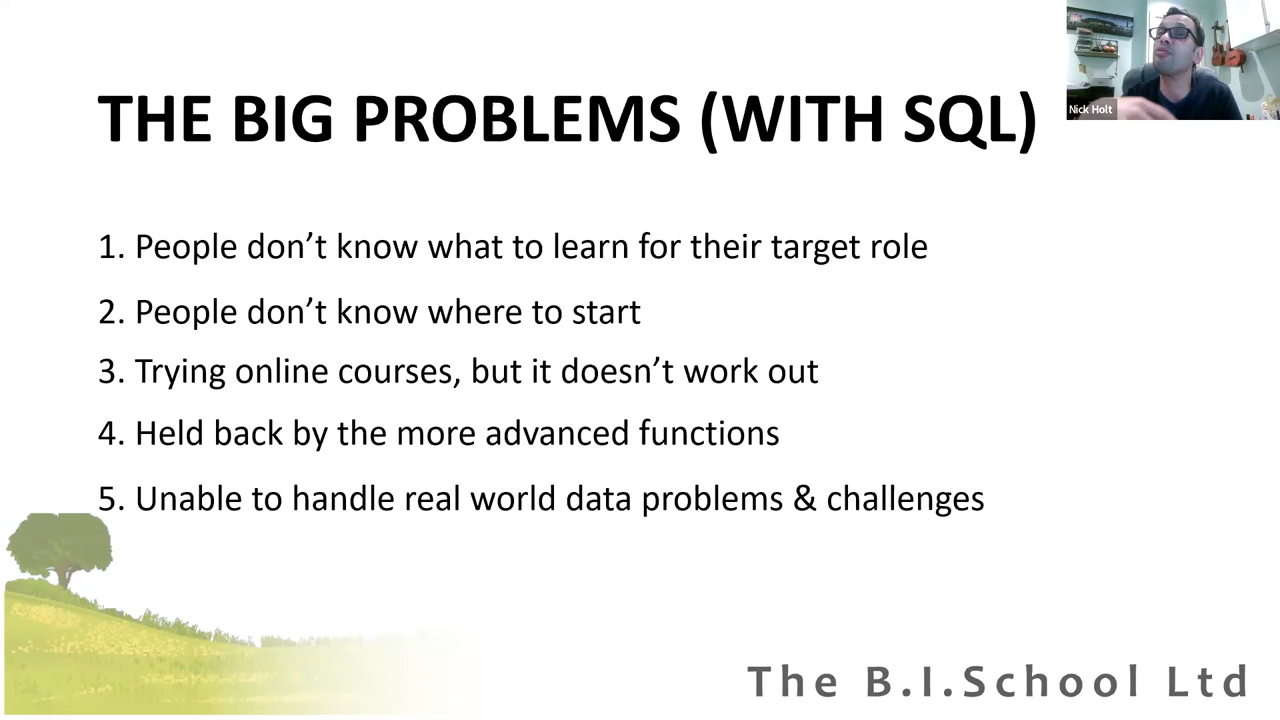 THE BIG PROBLEMS (WITH SQL)
Nick Holt
1. People don’t know what to learn for their target role
2. People don’t know where to start
3. Trying online courses, but it doesn’t work out
4. Held back by the more advanced functions
5. Unable to handle real world data problems & challenges
The B.I.School Ltd